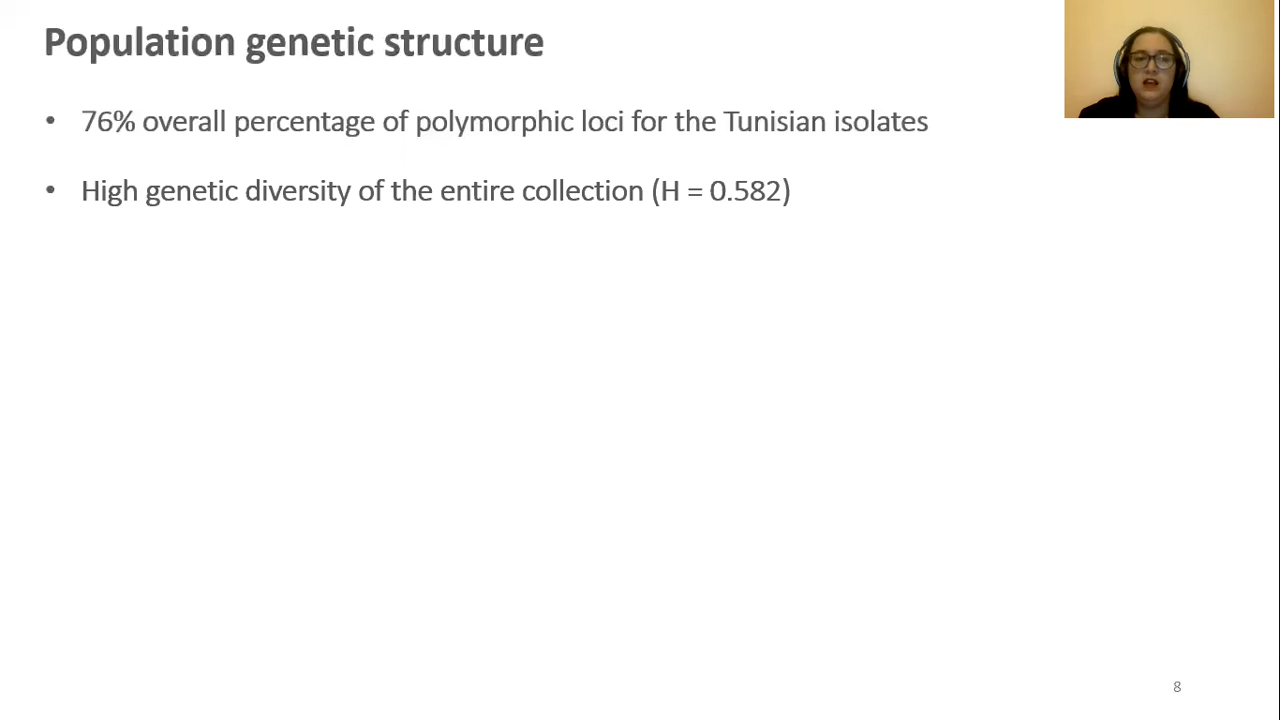 Population genetic structure
• 76% overall percentage of polymorphic loci for the Tunisian isolates
• High genetic diversity of the entire collection (H = 0.582)
8